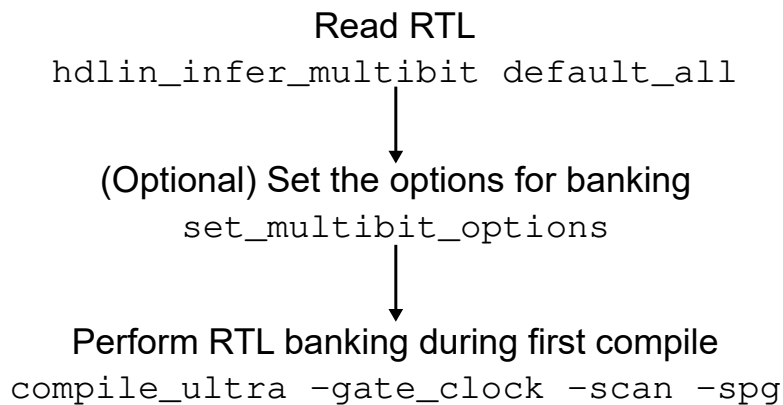 Read RTL
hdlin_infer_multibit default_all
(Optional) Set the options for banking
set_multibit_options
Perform RTL banking during first compile
compile_ultra –gate_clock –scan –spg